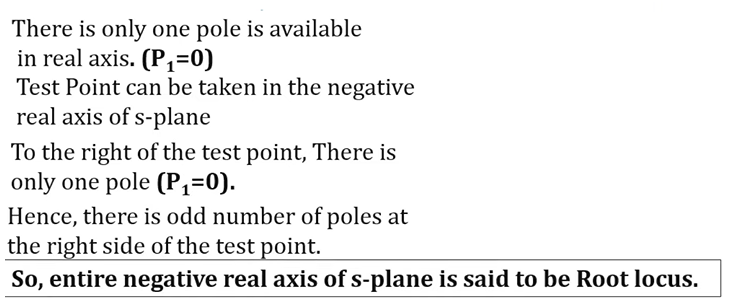 There is only one pole is available
in real axis. (P₁=0)
Test Point can be taken in the negative
real axis of s-plane
To the right of the test point, There is
only one pole (P₁=0).
Hence, there is odd number of poles at
the right side of the test point.
So, entire negative real axis of s-plane is said to be Root locus.